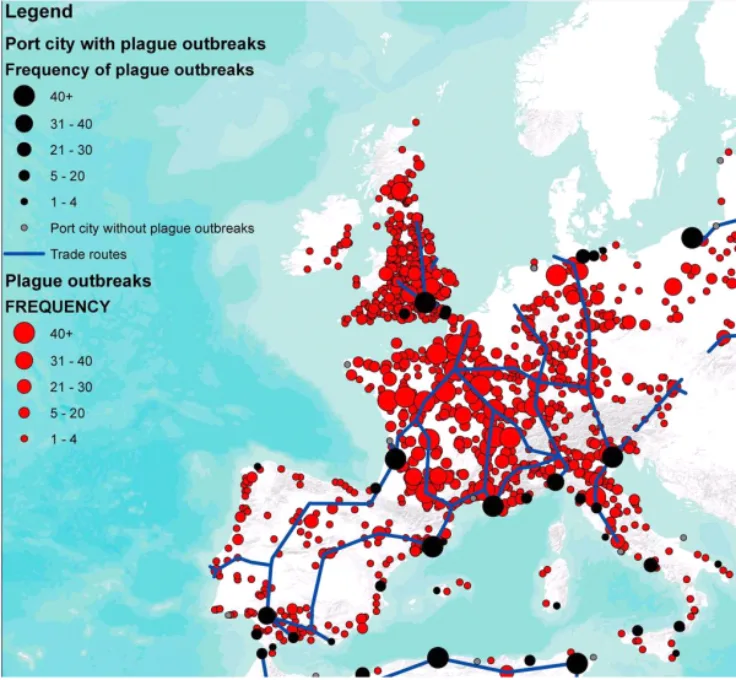 Legend
Port city with plague outbreaks
Frequency of plague outbreaks
40+
31 - 40
21 - 30
5 - 20
1 - 4
Port city without plague outbreaks
Trade routes
Plague outbreaks
FREQUENCY
40+
31 - 40
21 - 30
5 - 20
1 - 4